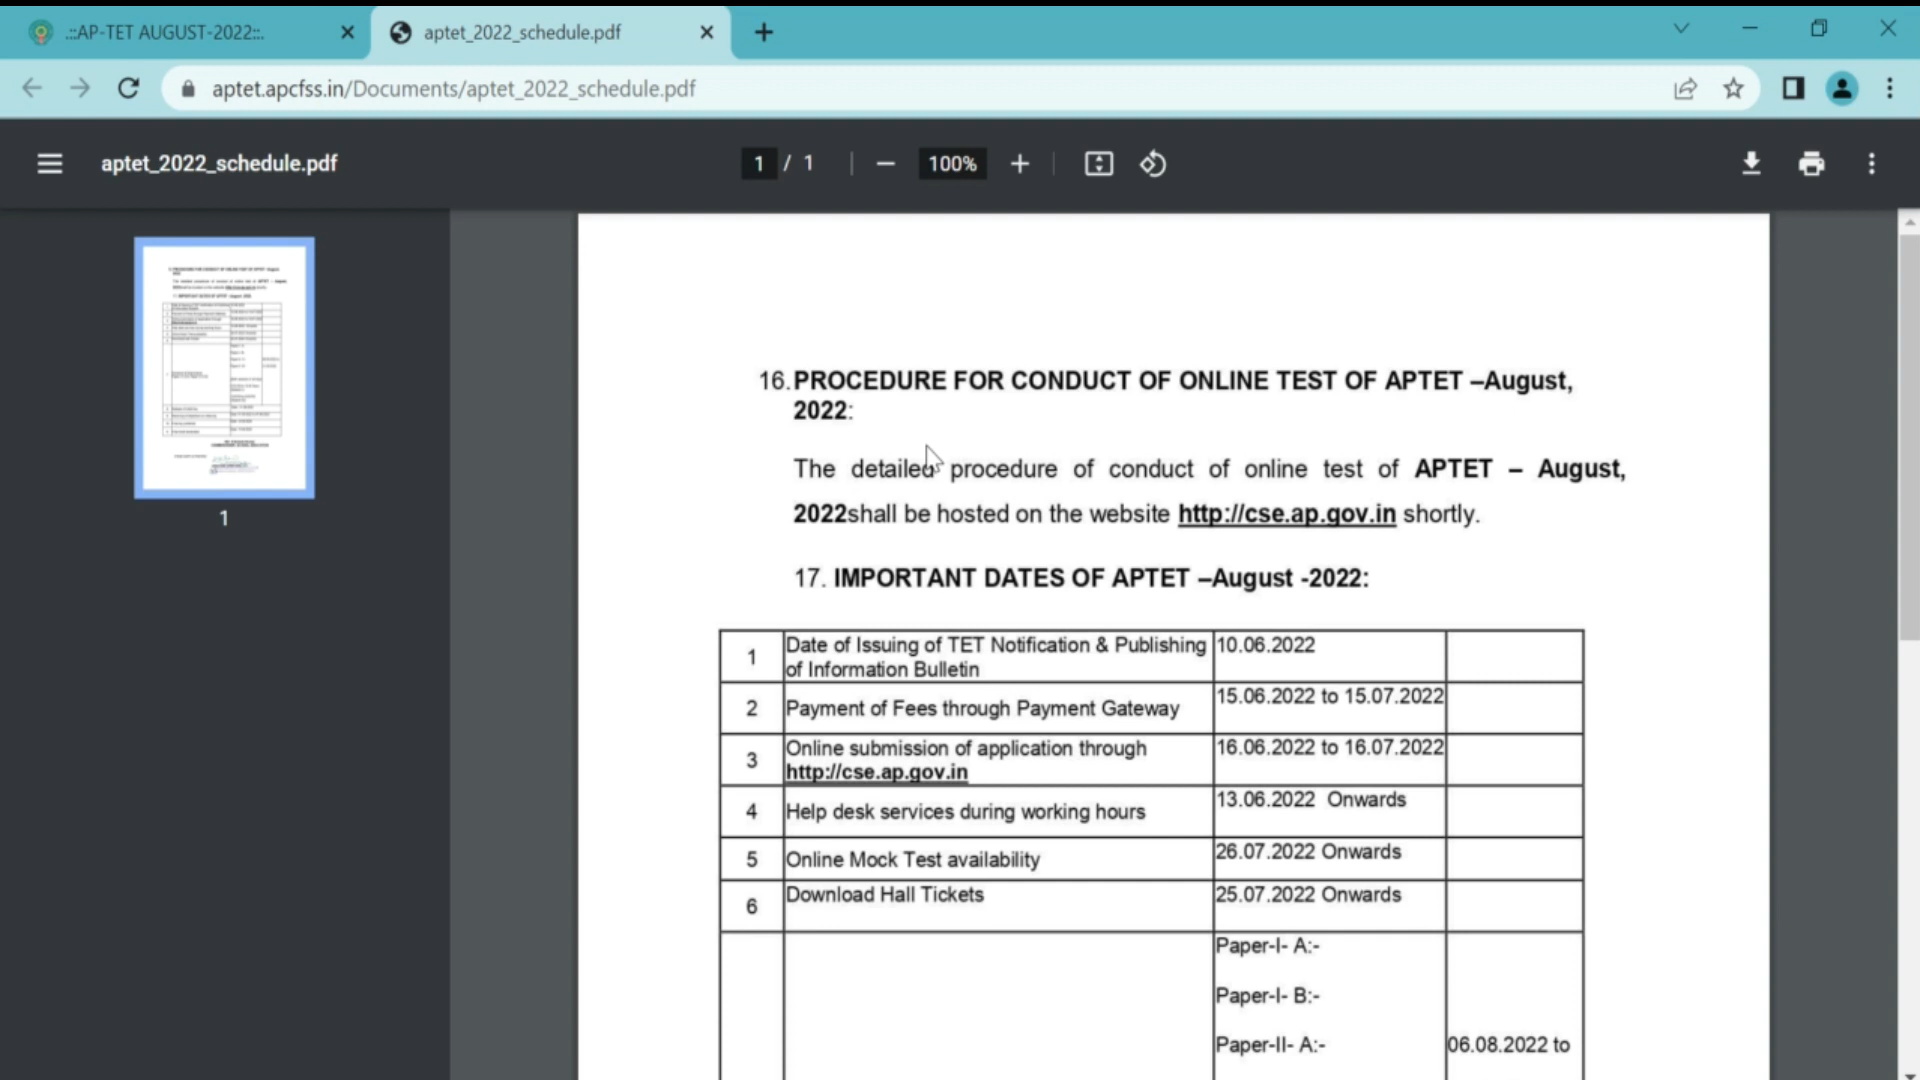 .::AP-TET AUGUST-2022::.
aptet_2022_schedule.pdf
aptet.apcfss.in/Documents/aptet_2022_schedule.pdf
aptet_2022_schedule.pdf
1 / 1
100%
1
16.PROCEDURE FOR CONDUCT OF ONLINE TEST OF APTET –August,
2022:
The detailed procedure of conduct of online test of APTET – August,
2022shall be hosted on the website http://cse.ap.gov.in shortly.
17. IMPORTANT DATES OF APTET –August -2022:
1 Date of Issuing of TET Notification & Publishing 10.06.2022
of Information Bulletin
2 Payment of Fees through Payment Gateway 15.06.2022 to 15.07.2022
3 Online submission of application through 16.06.2022 to 16.07.2022
http://cse.ap.gov.in
4 Help desk services during working hours 13.06.2022 Onwards
5 Online Mock Test availability 26.07.2022 Onwards
6 Download Hall Tickets 25.07.2022 Onwards
Paper-I- A:-
Paper-I- B:-
Paper-II- A:- 06.08.2022 to